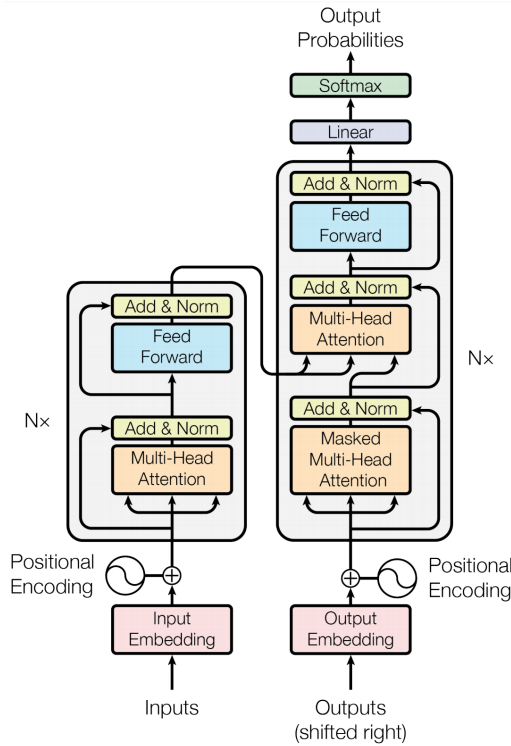 Output
Probabilities
Softmax
Linear
Add & Norm
Feed
Forward
Add & Norm
Multi-Head
Attention
Add & Norm
Masked
Multi-Head
Attention
N×
Add & Norm
Feed
Forward
Add & Norm
Multi-Head
Attention
N×
Positional
Encoding
Positional
Encoding
Input
Embedding
Output
Embedding
Inputs
Outputs
(shifted right)